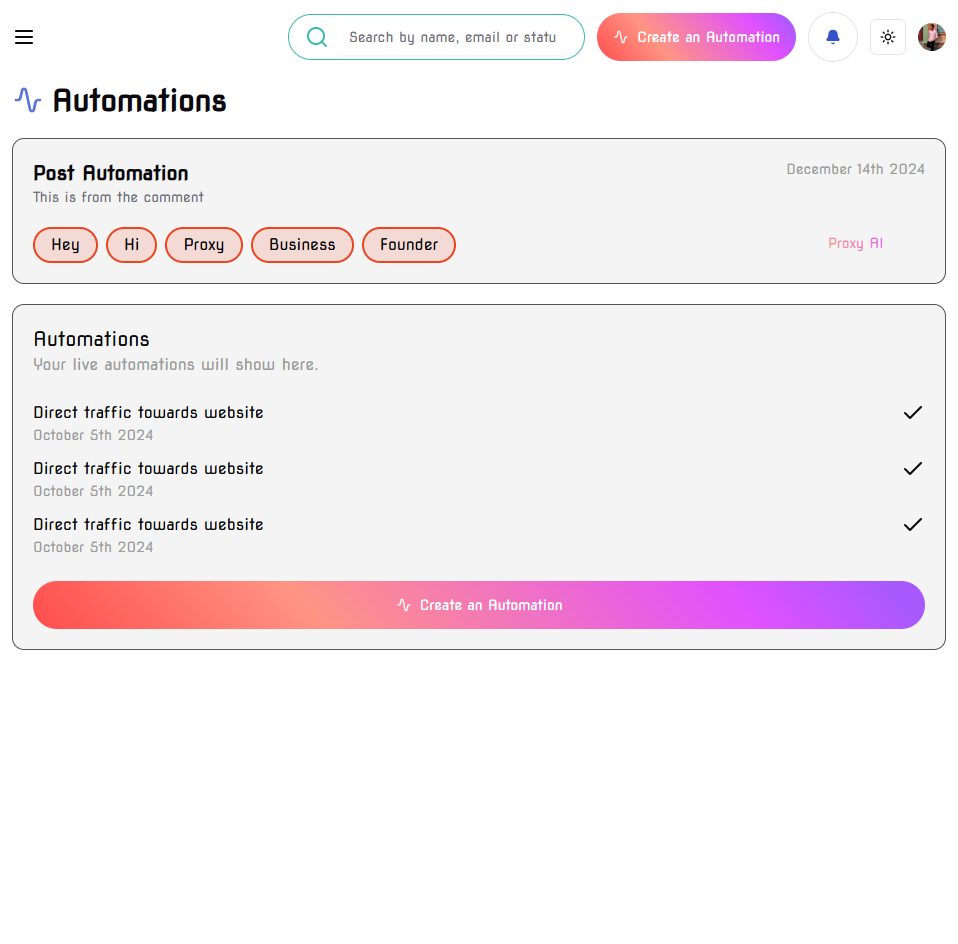 Search by name, email or statu
Create an Automation
Automations
Post Automation
December 14th 2024
This is from the comment
Hey Hi Proxy Business Founder
Proxy AI
Automations
Your live automations will show here.
Direct traffic towards website
October 5th 2024
Direct traffic towards website
October 5th 2024
Direct traffic towards website
October 5th 2024
Create an Automation